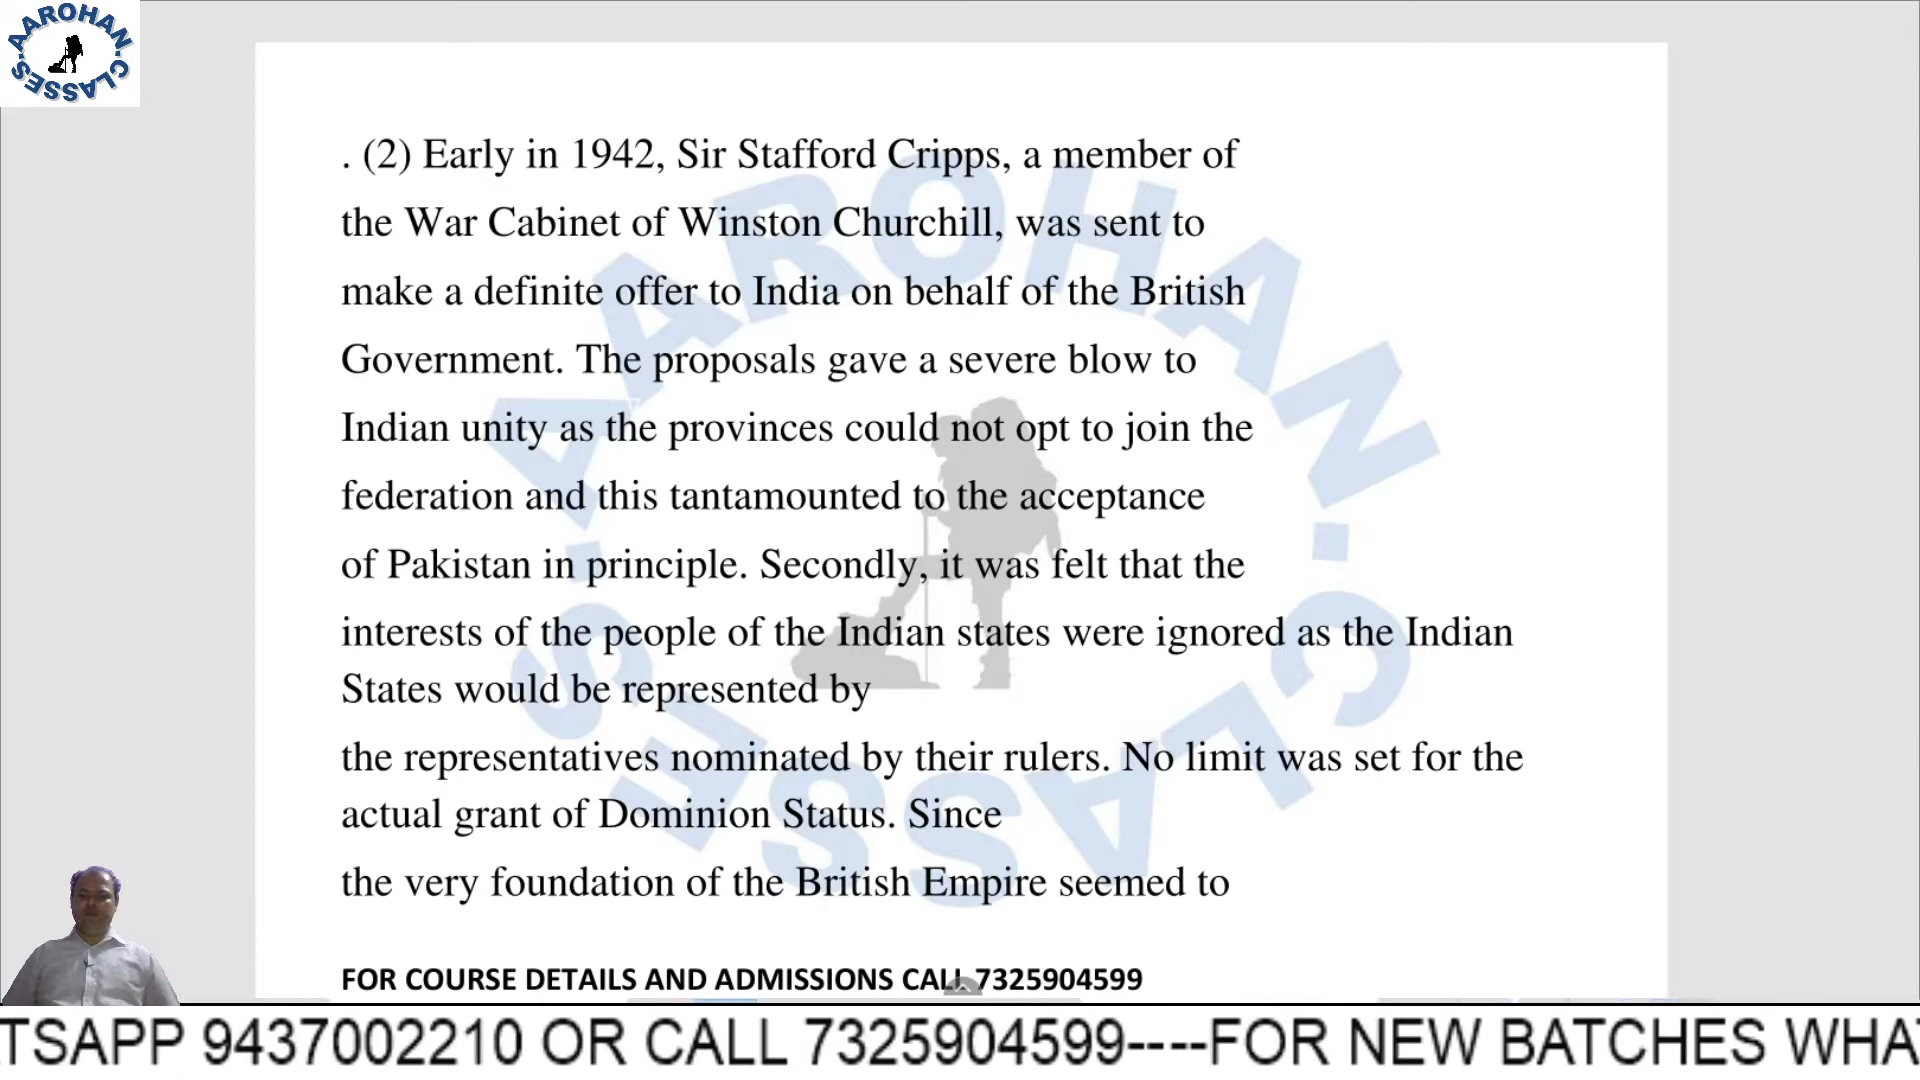 AAROHAN.CLASSES.
. (2) Early in 1942, Sir Stafford Cripps, a member of
the War Cabinet of Winston Churchill, was sent to
make a definite offer to India on behalf of the British
Government. The proposals gave a severe blow to
Indian unity as the provinces could not opt to join the
federation and this tantamounted to the acceptance
of Pakistan in principle. Secondly, it was felt that the
interests of the people of the Indian states were ignored as the Indian
States would be represented by
the representatives nominated by their rulers. No limit was set for the
actual grant of Dominion Status. Since
the very foundation of the British Empire seemed to
AAROHAN.CLASSES.
FOR COURSE DETAILS AND ADMISSIONS CALL 7325904599
TSAPP 9437002210 OR CALL 7325904599----FOR NEW BATCHES WHA